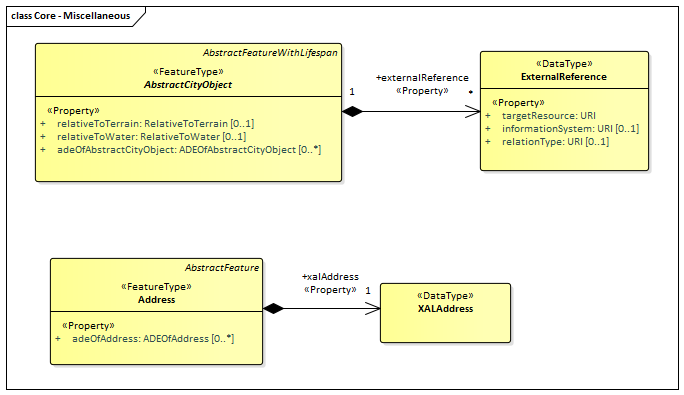 class Core - Miscellaneous
AbstractFeatureWithLifespan
«FeatureType»
AbstractCityObject
«Property»
+ relativeToTerrain: RelativeToTerrain [0..1]
+ relativeToWater: RelativeToWater [0..1]
+ adeOfAbstractCityObject: ADEOfAbstractCityObject [0..*]
1
+externalReference
«Property»
*
«DataType»
ExternalReference
«Property»
+ targetResource: URI
+ informationSystem: URI [0..1]
+ relationType: URI [0..1]
AbstractFeature
«FeatureType»
Address
«Property»
+ adeOfAddress: ADEOfAddress [0..*]
+xalAddress
«Property»
1
«DataType»
XALAddress